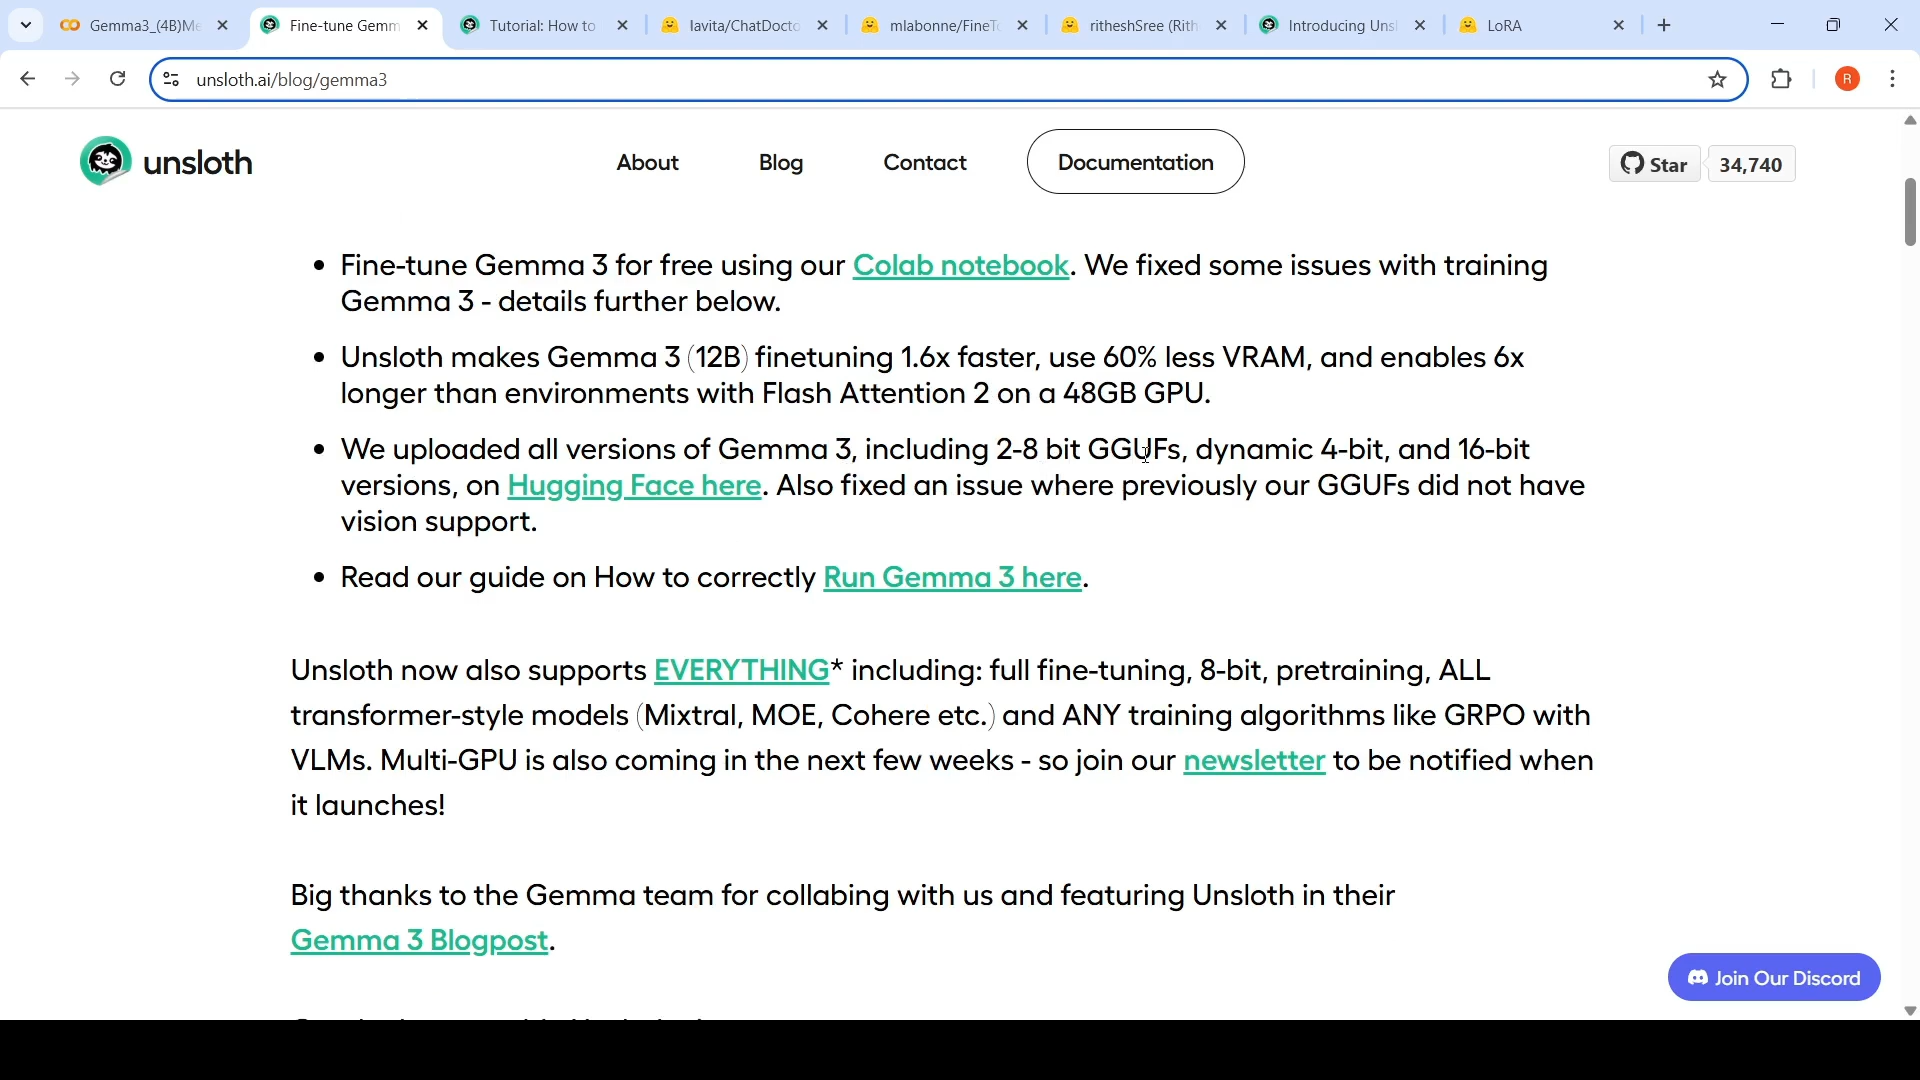 Gemma3_(4B)Me
Fine-tune Gemm
Tutorial: How to
lavita/ChatDocto
mlabonne/FineTo
ritheshSree (Rith
Introducing Unsl
LoRA
unsloth.ai/blog/gemma3
R
unsloth
About
Blog
Contact
Documentation
Star
34,740
• Fine-tune Gemma 3 for free using our Colab notebook. We fixed some issues with training
Gemma 3 - details further below.
• Unsloth makes Gemma 3 (12B) finetuning 1.6x faster, use 60% less VRAM, and enables 6x
longer than environments with Flash Attention 2 on a 48GB GPU.
• We uploaded all versions of Gemma 3, including 2-8 bit GGUFs, dynamic 4-bit, and 16-bit
versions, on Hugging Face here. Also fixed an issue where previously our GGUFs did not have
vision support.
• Read our guide on How to correctly Run Gemma 3 here.
Unsloth now also supports EVERYTHING* including: full fine-tuning, 8-bit, pretraining, ALL
transformer-style models (Mixtral, MOE, Cohere etc.) and ANY training algorithms like GRPO with
VLMs. Multi-GPU is also coming in the next few weeks - so join our newsletter to be notified when
it launches!
Big thanks to the Gemma team for collabing with us and featuring Unsloth in their
Gemma 3 Blogpost.
Join Our Discord